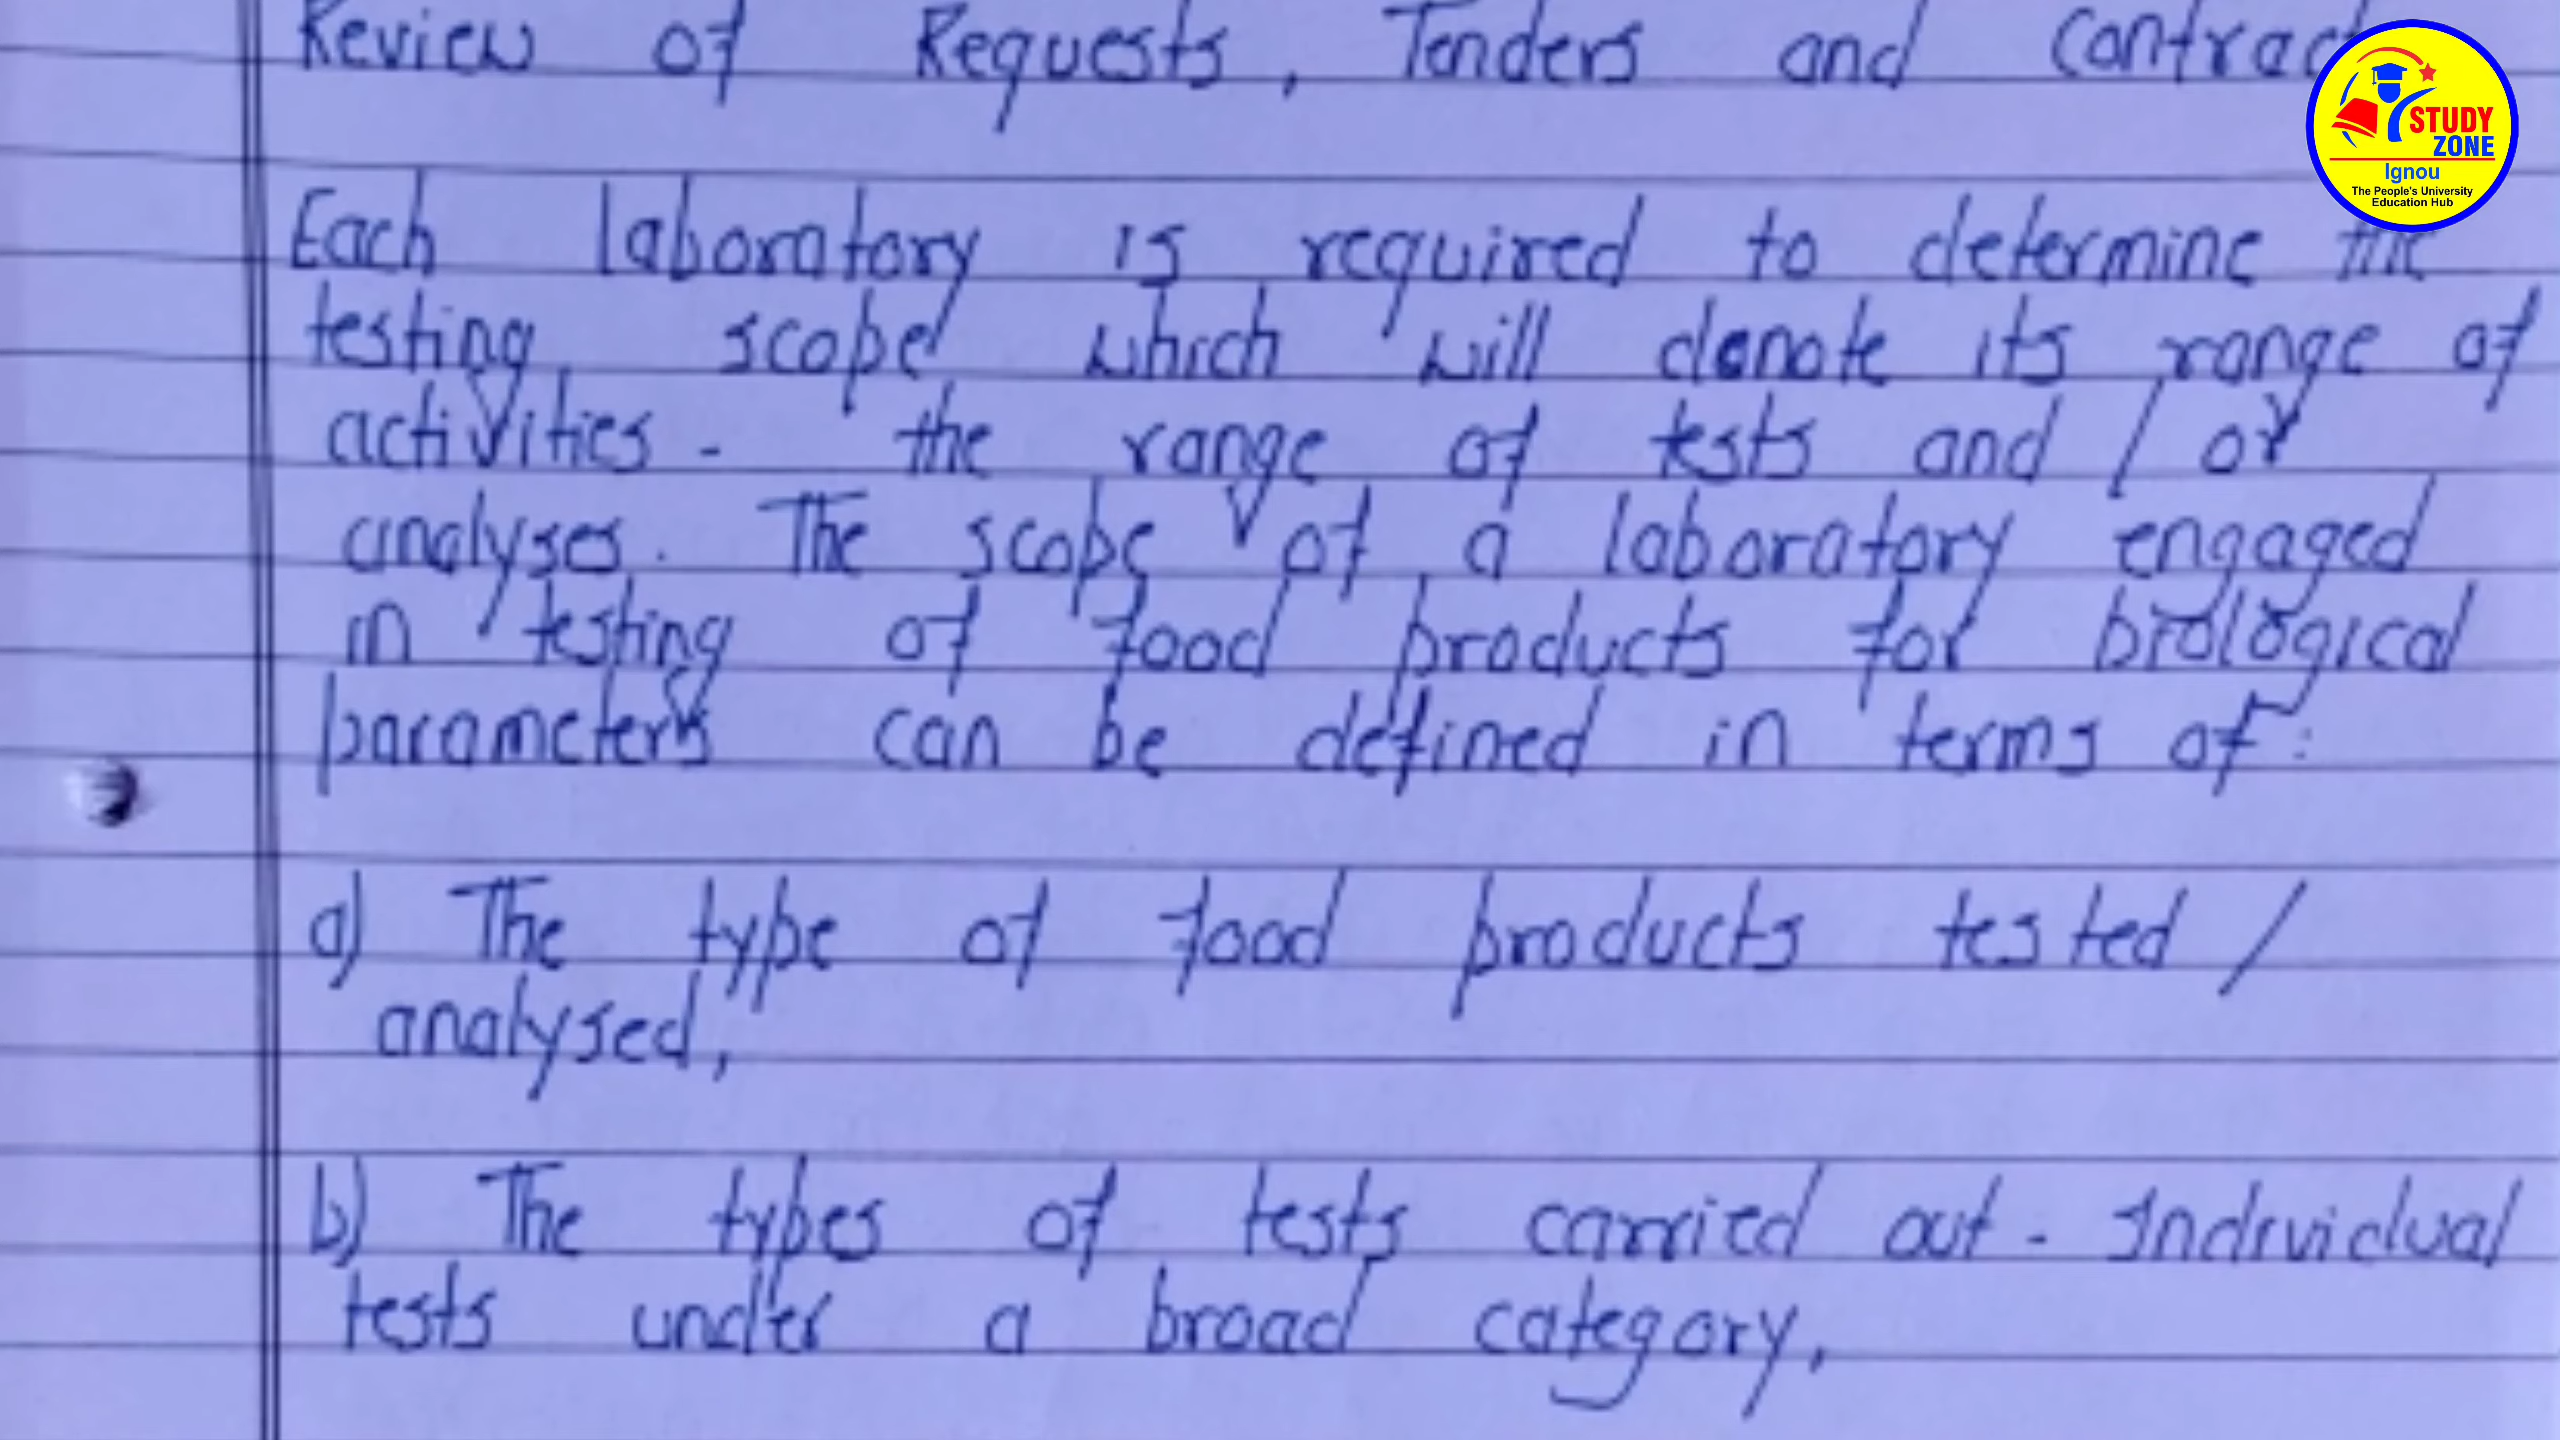 Review of Requests, Tenders and Contract
Each laboratory is required to determine the
testing scope which will denote its range of
activities - the range of tests and / or
analyses. The scope of a laboratory engaged
in testing of food products for biological
parameters can be defined in terms of:
a) The type of food products tested /
analysed,
b) The types of tests carried out - Individual
tests under a broad category,
STUDY
ZONE
Ignou
The People's University
Education Hub